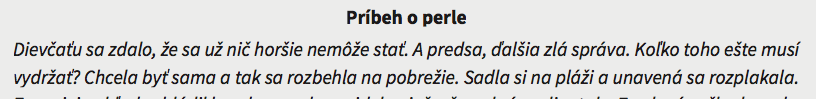 Príbeh o perle
Dievčaťu sa zdalo, že sa už nič horšie nemôže stať. A predsa, ďalšia zlá správa. Koľko toho ešte musí
vydržať? Chcela byť sama a tak sa rozbehla na pobrežie. Sadla si na pláži a unavená sa rozplakala.